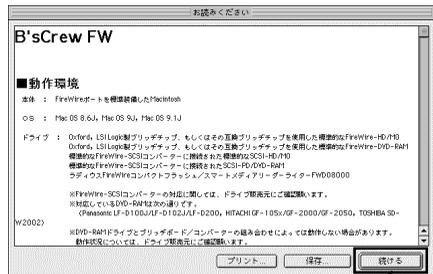 お読みください
B'sCrew FW
■動作環境
本体 : FireWireポートを標準装備したMacintosh
OS : Mac OS 8.6J, Mac OS 9J, Mac OS 9.1J
ドライブ : Oxford, LSI Logic製ブリッヂチップ、もしくはその互換ブリッヂチップを使用した標準的なFireWire-HD/MO
Oxford, LSI Logic製ブリッヂチップ、もしくはその互換ブリッヂチップを使用した標準的なFireWire-DVD-RAM
標準的なFireWire-SCSIコンバーターに接続された標準的なSCSI-HD/MO
標準的なFireWire-SCSIコンバーターに接続されたSCSI-PD/DVD-RAM
ラディウスFireWireコンパクトフラッシュ/スマートメディアリーダーライターFWD08000
※FireWire-SCSIコンバーターの対応に関しては、ドライブ販売元にご確認願います。
※対応しているDVD-RAMは次の通りです。
(Panasonic LF-D100J/LF-D102J/LF-D200, HITACHI GF-105x/GF-2000/GF-2050, TOSHIBA SD-
W2002)
※DVD-RAMドライブとブリッヂボード/コンバーターの組み合わせによっては動作しない場合があります。
動作状況については、ドライブ販売元にご確認願います。
プリント... 保存... 続ける